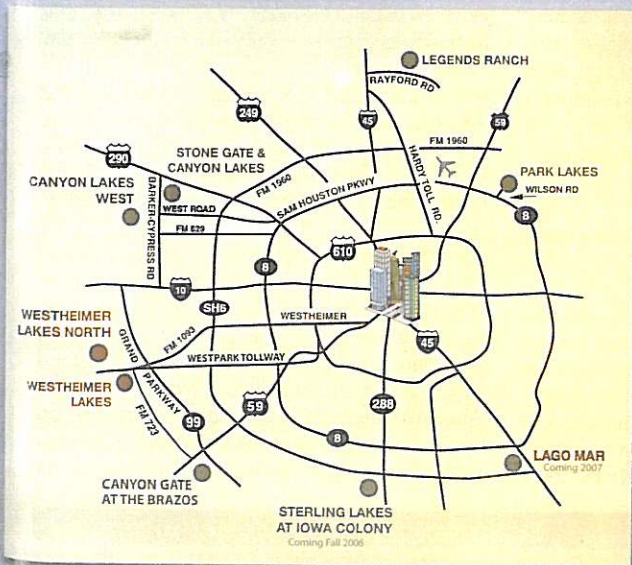 LEGENDS RANCH
RAYFORD RD
249
45
59
FM 1960
290
STONE GATE &
CANYON LAKES
HARDY TOLL RD.
CANYON LAKES
WEST
BARKER-CYPRESS RD
FM 1960
SAM HOUSTON PKWY
PARK LAKES
WILSON RD
WEST ROAD
8
FM 529
610
8
10
SH6
WESTHEIMER
LAKES NORTH
WESTHEIMER
FM 1093
GRAND PARKWAY
45
WESTPARK TOLLWAY
WESTHEIMER
LAKES
FM 723
99
59
288
8
LAGO MAR
Coming 2007
CANYON GATE
AT THE BRAZOS
STERLING LAKES
AT IOWA COLONY
Coming Fall 2006